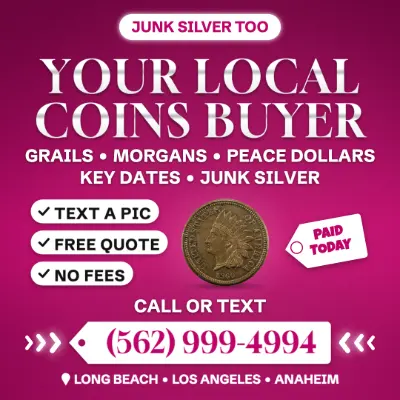 JUNK SILVER TOO
YOUR LOCAL
COINS BUYER
GRAILS • MORGANS • PEACE DOLLARS
KEY DATES • JUNK SILVER
TEXT A PIC
FREE QUOTE
NO FEES
PAID
TODAY
CALL OR TEXT
(562) 999-4994
LONG BEACH • LOS ANGELES • ANAHEIM